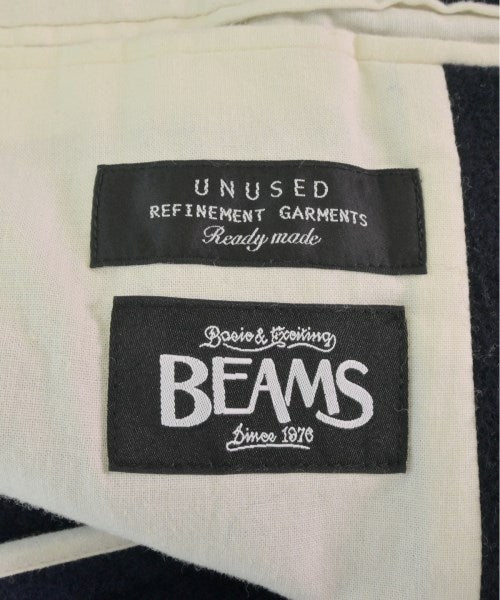 UNUSED
REFINEMENT GARMENTS
Ready made
Basic & Exciting
BEAMS
Since 1976